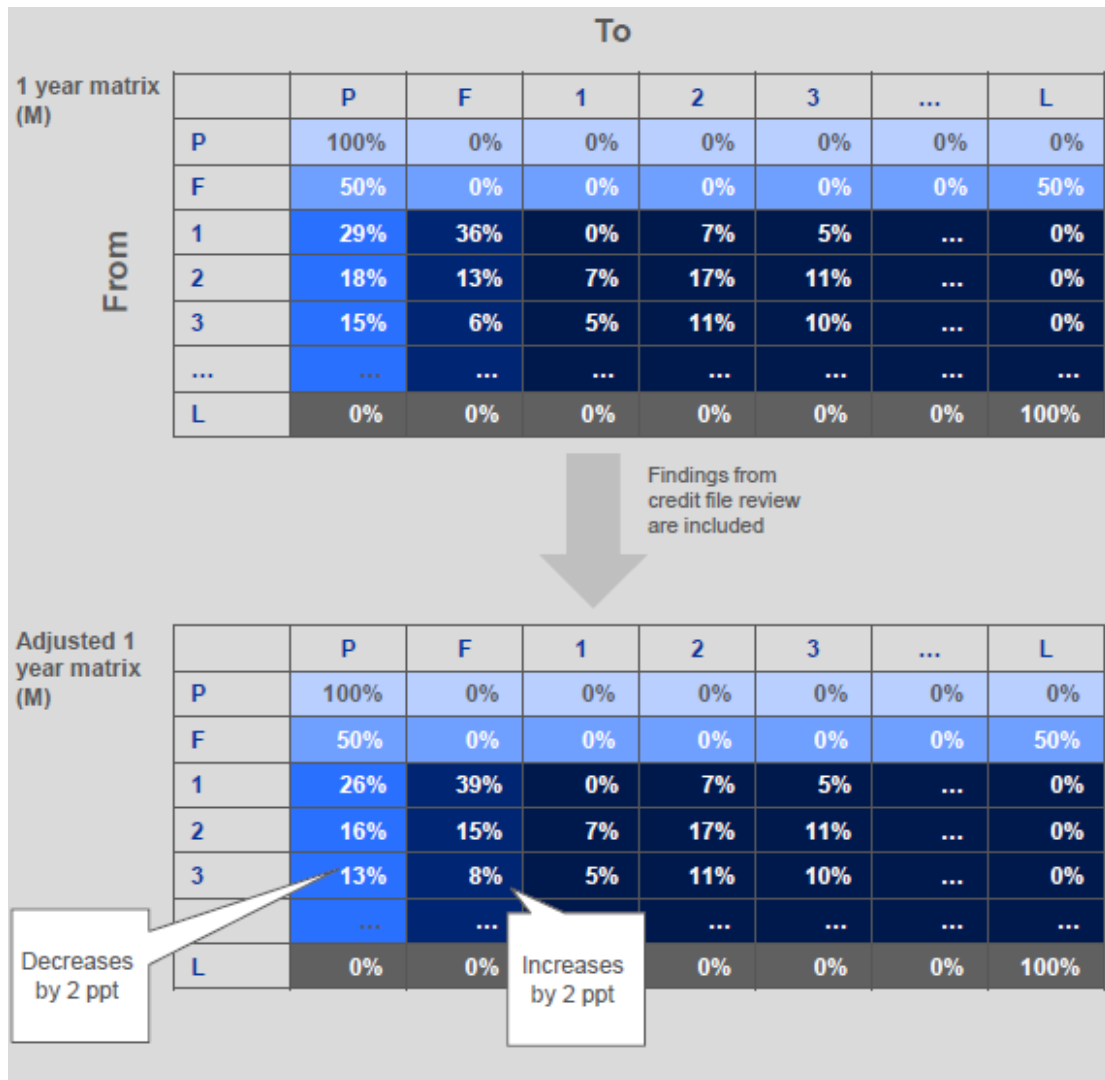 To
1 year matrix
(M)
P F 1 2 3 ... L
P 100% 0% 0% 0% 0% 0% 0%
F 50% 0% 0% 0% 0% 0% 50%
From
1 29% 36% 0% 7% 5% ... 0%
2 18% 13% 7% 17% 11% ... 0%
3 15% 6% 5% 11% 10% ... 0%
... ... ... ... ... ... ... ...
L 0% 0% 0% 0% 0% 0% 100%
Findings from
credit file review
are included
Adjusted 1
year matrix
(M)
P F 1 2 3 ... L
P 100% 0% 0% 0% 0% 0% 0%
F 50% 0% 0% 0% 0% 0% 50%
1 26% 39% 0% 7% 5% ... 0%
2 16% 15% 7% 17% 11% ... 0%
3 13% 8% 5% 11% 10% ... 0%
... ... ... ... ... ...
L 0% 0% 0% 0% 0% 100%
Decreases
by 2 ppt
Increases
by 2 ppt